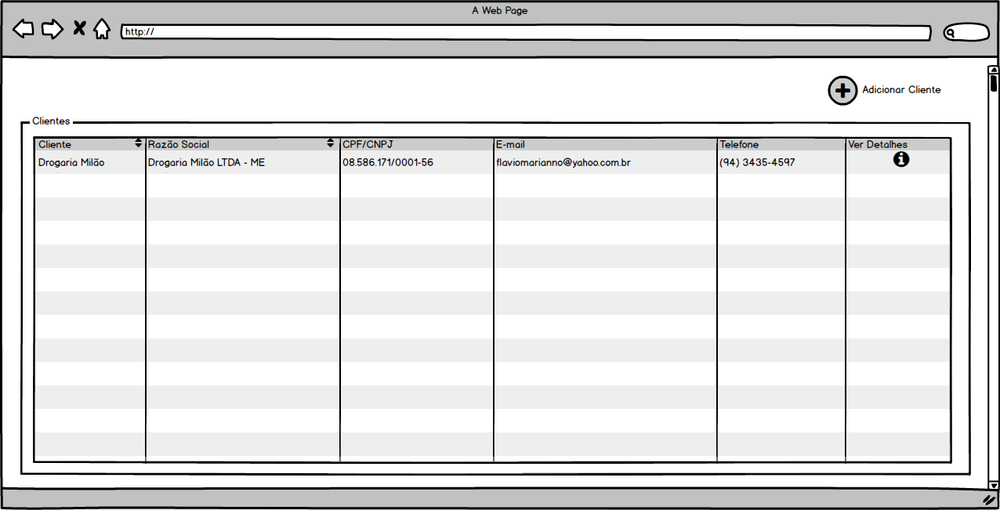 A Web Page
http://
Adicionar Cliente
Clientes
Cliente Razão Social CPF/CNPJ E-mail Telefone Ver Detalhes
Drogaria Milão Drogaria Milão LTDA - ME 08.586.171/0001-56 flaviomarianno@yahoo.com.br (94) 3435-4597